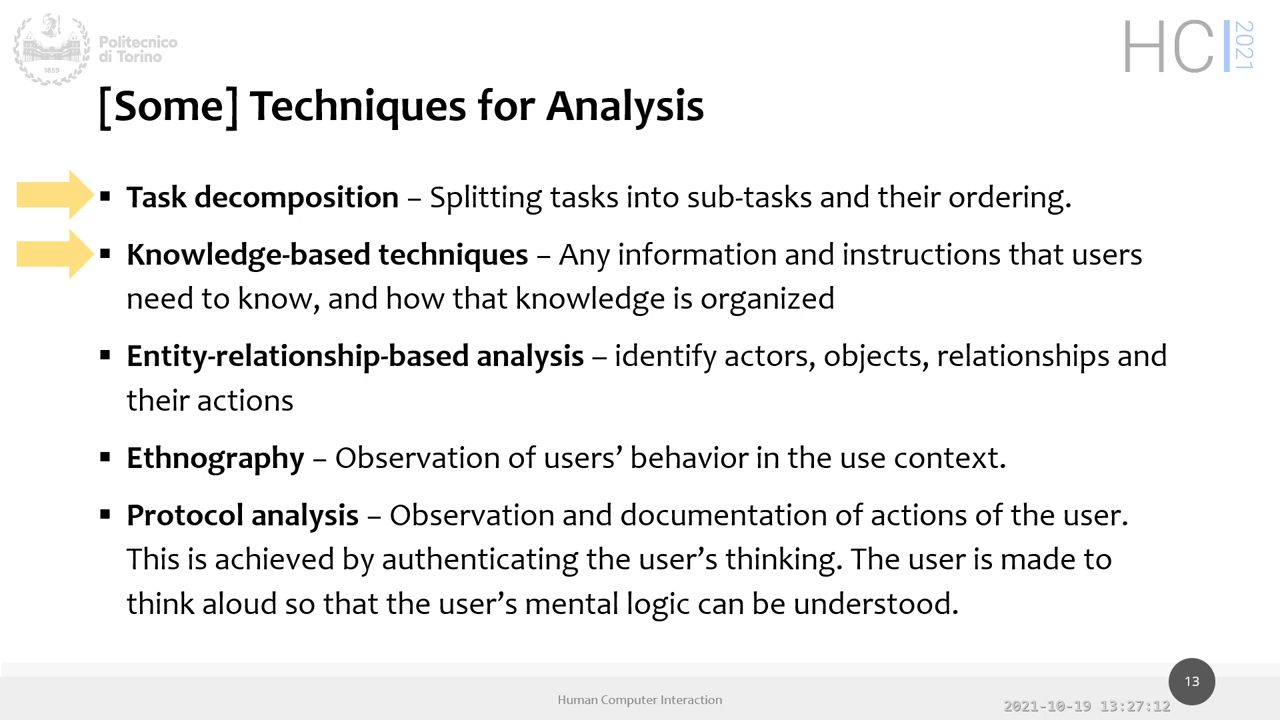 Politecnico
di Torino
1859
HCI 2021
[Some] Techniques for Analysis
▪ Task decomposition – Splitting tasks into sub-tasks and their ordering.
▪ Knowledge-based techniques – Any information and instructions that users
need to know, and how that knowledge is organized
▪ Entity-relationship-based analysis – identify actors, objects, relationships and
their actions
▪ Ethnography – Observation of users’ behavior in the use context.
▪ Protocol analysis – Observation and documentation of actions of the user.
This is achieved by authenticating the user’s thinking. The user is made to
think aloud so that the user’s mental logic can be understood.
13
Human Computer Interaction
2021-10-19 13:27:12